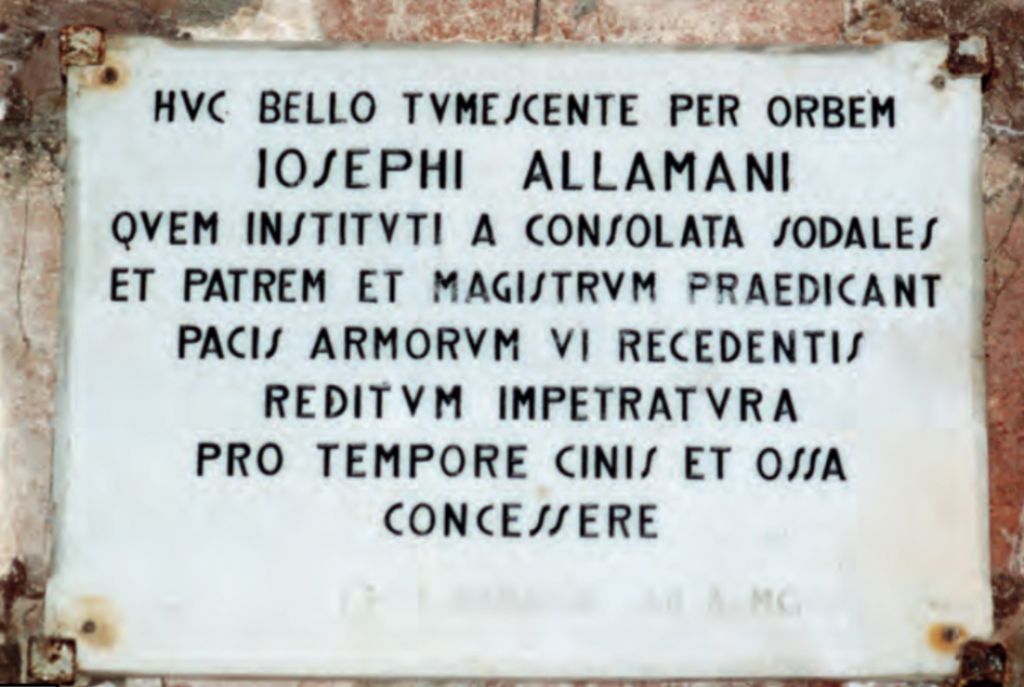 HVC BELLO TVMESCENTE PER ORBEM
IOSEPHI ALLAMANI
QVEM INSTITVTI A CONSOLATA SODALES
ET PATREM ET MAGISTRVM PRAEDICANT
PACIS ARMORVM VI RECEDENTIS
REDITVM IMPETRATVRA
PRO TEMPORE CINIS ET OSSA
CONCESSERE